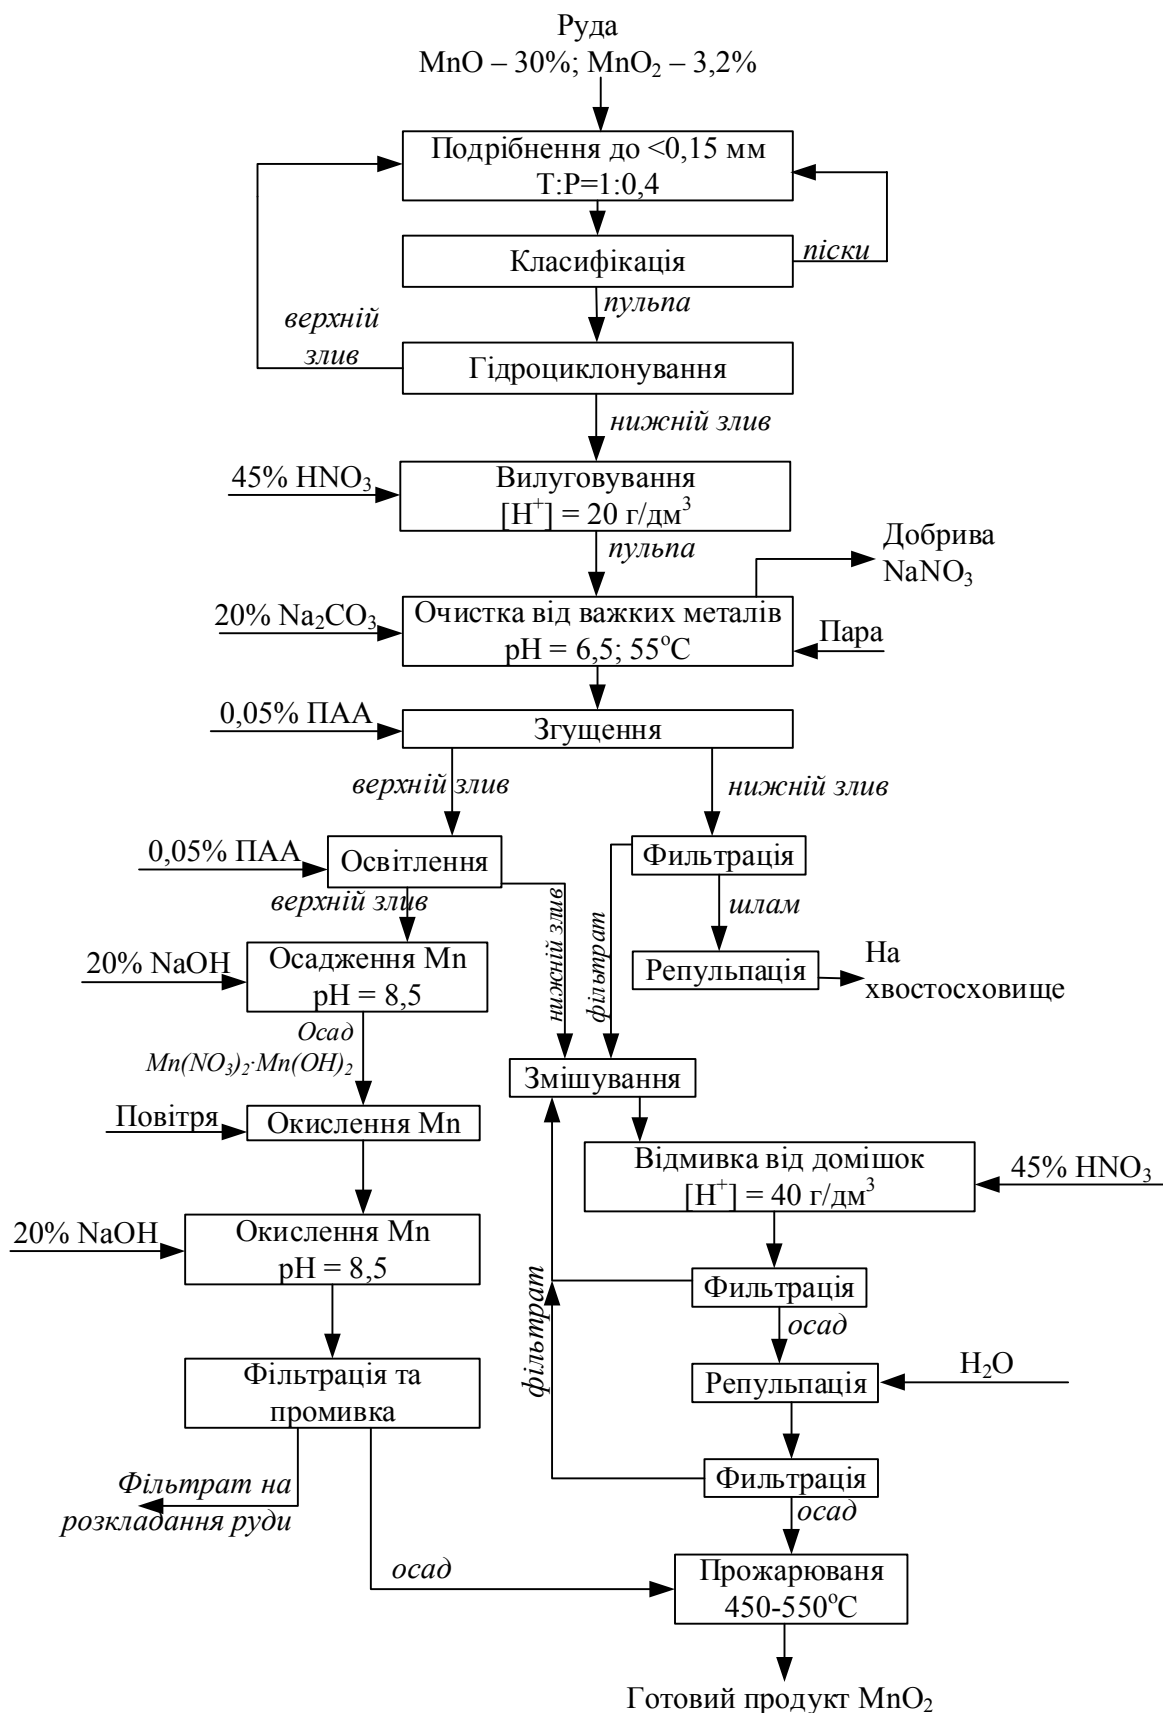 Руда
MnO – 30%; MnO₂ – 3,2%
Подрібнення до <0,15 мм
Т:Р=1:0,4
Класифікація
піски
пульпа
верхній
злив
Гідроциклонування
нижній злив
45% HNO₃
Вилуговування
[H⁺] = 20 г/дм³
пульпа
Добрива
NaNO₃
20% Na₂CO₃
Очистка від важких металів
pH = 6,5; 55°С
Пара
0,05% ПАА
Згущення
верхній злив
нижній злив
0,05% ПАА
Освітлення
Фильтрація
верхній злив
нижній злив
фільтрат
шлам
20% NaOH
Осадження Mn
pH = 8,5
Репульпація
На
хвостосховище
Осад
Mn(NO₃)₂·Mn(OH)₂
Змішування
Повітря
Окислення Mn
Відмивка від домішок
[H⁺] = 40 г/дм³
45% HNO₃
20% NaOH
Окислення Mn
pH = 8,5
Фильтрація
осад
фільтрат
Репульпація
H₂O
Фільтрація та
промивка
Фильтрація
осад
Фільтрат на
розкладання руди
осад
Прожарюваня
450-550°С
Готовий продукт MnO₂